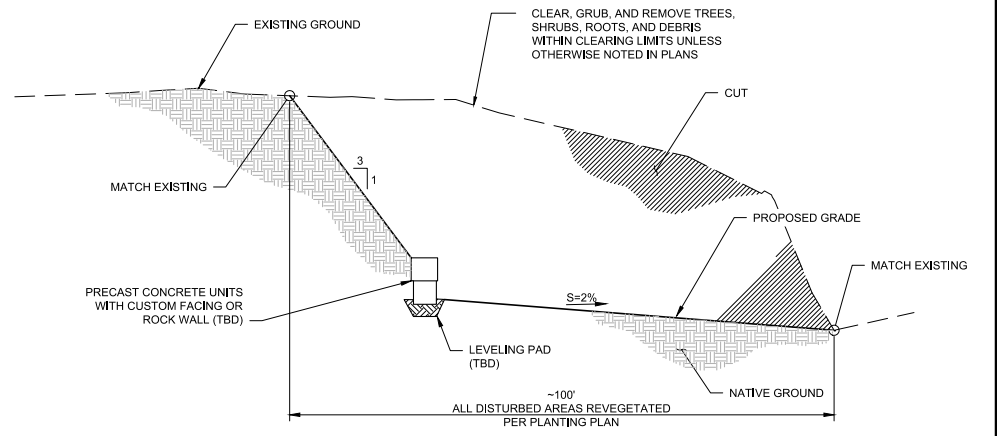 EXISTING GROUND
CLEAR, GRUB, AND REMOVE TREES,
SHRUBS, ROOTS, AND DEBRIS
WITHIN CLEARING LIMITS UNLESS
OTHERWISE NOTED IN PLANS
CUT
3
1
MATCH EXISTING
PROPOSED GRADE
MATCH EXISTING
PRECAST CONCRETE UNITS
WITH CUSTOM FACING OR
ROCK WALL (TBD)
S=2%
LEVELING PAD
(TBD)
NATIVE GROUND
~100'
ALL DISTURBED AREAS REVEGETATED
PER PLANTING PLAN